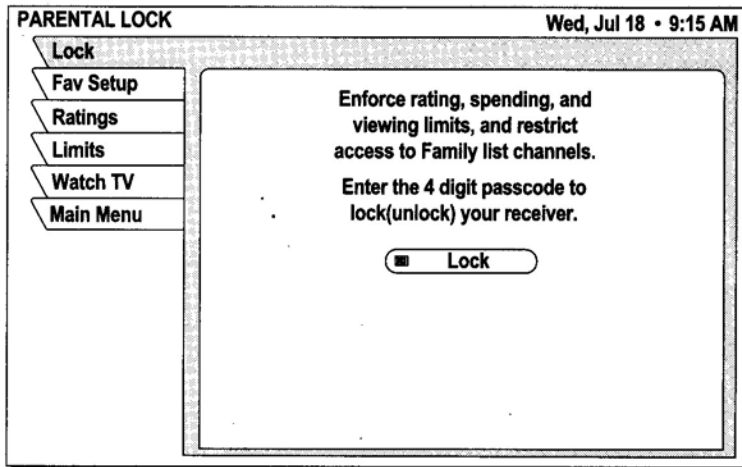 PARENTAL LOCK
Wed, Jul 18 • 9:15 AM
Lock
Fav Setup
Ratings
Limits
Watch TV
Main Menu
Enforce rating, spending, and
viewing limits, and restrict
access to Family list channels.
Enter the 4 digit passcode to
lock(unlock) your receiver.
Lock